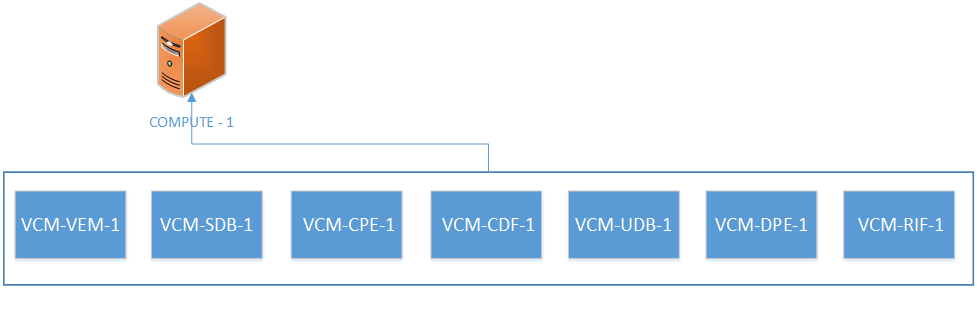 COMPUTE - 1
VCM-VEM-1
VCM-SDB-1
VCM-CPE-1
VCM-CDF-1
VCM-UDB-1
VCM-DPE-1
VCM-RIF-1